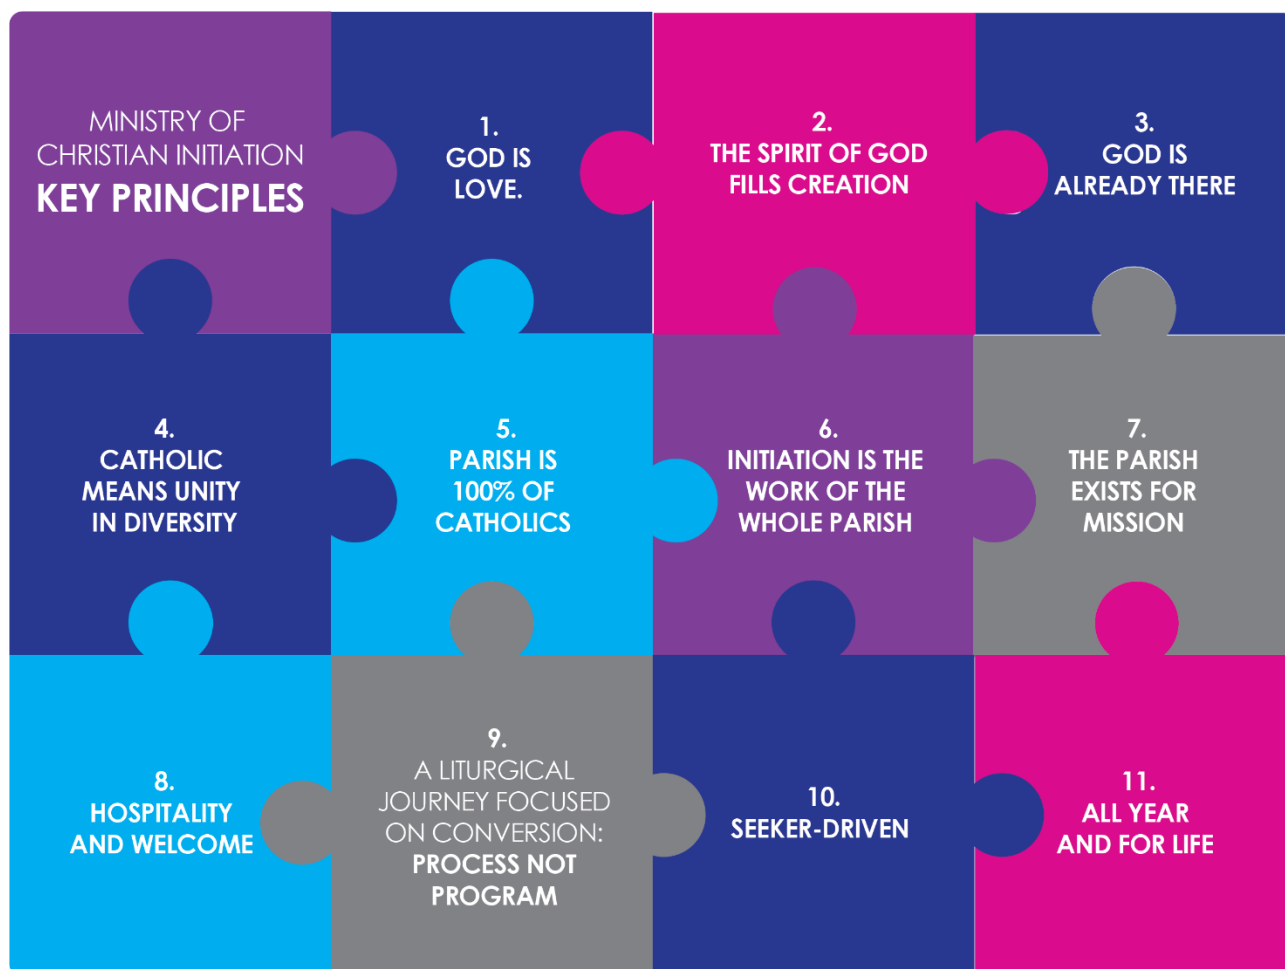 MINISTRY OF
CHRISTIAN INITIATION
KEY PRINCIPLES
1.
GOD IS
LOVE.
2.
THE SPIRIT OF GOD
FILLS CREATION
3.
GOD IS
ALREADY THERE
4.
CATHOLIC
MEANS UNITY
IN DIVERSITY
5.
PARISH IS
100% OF
CATHOLICS
6.
INITIATION IS THE
WORK OF THE
WHOLE PARISH
7.
THE PARISH
EXISTS FOR
MISSION
8.
HOSPITALITY
AND WELCOME
9.
A LITURGICAL
JOURNEY FOCUSED
ON CONVERSION:
PROCESS NOT
PROGRAM
10.
SEEKER-DRIVEN
11.
ALL YEAR
AND FOR LIFE